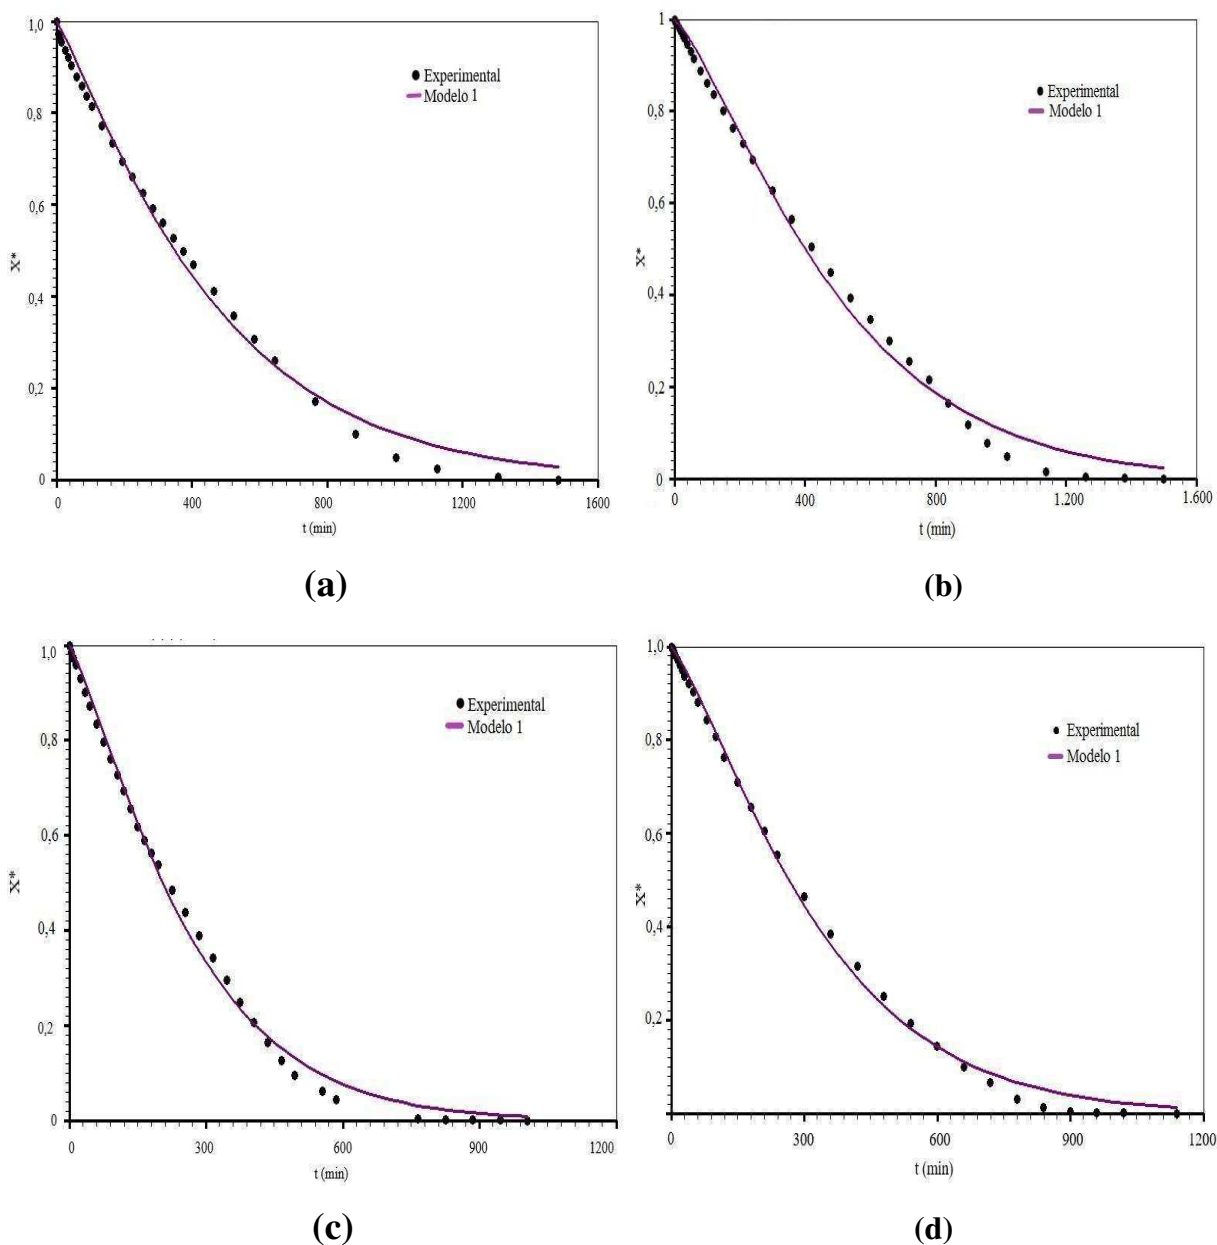 1,0
0,8
0,6
0,4
0,2
0
X*
Experimental
Modelo 1
0
400
800
1200
1600
t (min)
(a)
1
0,8
0,6
0,4
0,2
0
X*
Experimental
Modelo 1
0
400
800
1.200
1.600
t (min)
(b)
1,0
0,8
0,6
0,4
0,2
0
X*
Experimental
Modelo 1
0
300
600
900
1200
t (min)
(c)
1,0
0,8
0,6
0,4
0,2
X*
Experimental
Modelo 1
0
300
600
900
1200
t (min)
(d)